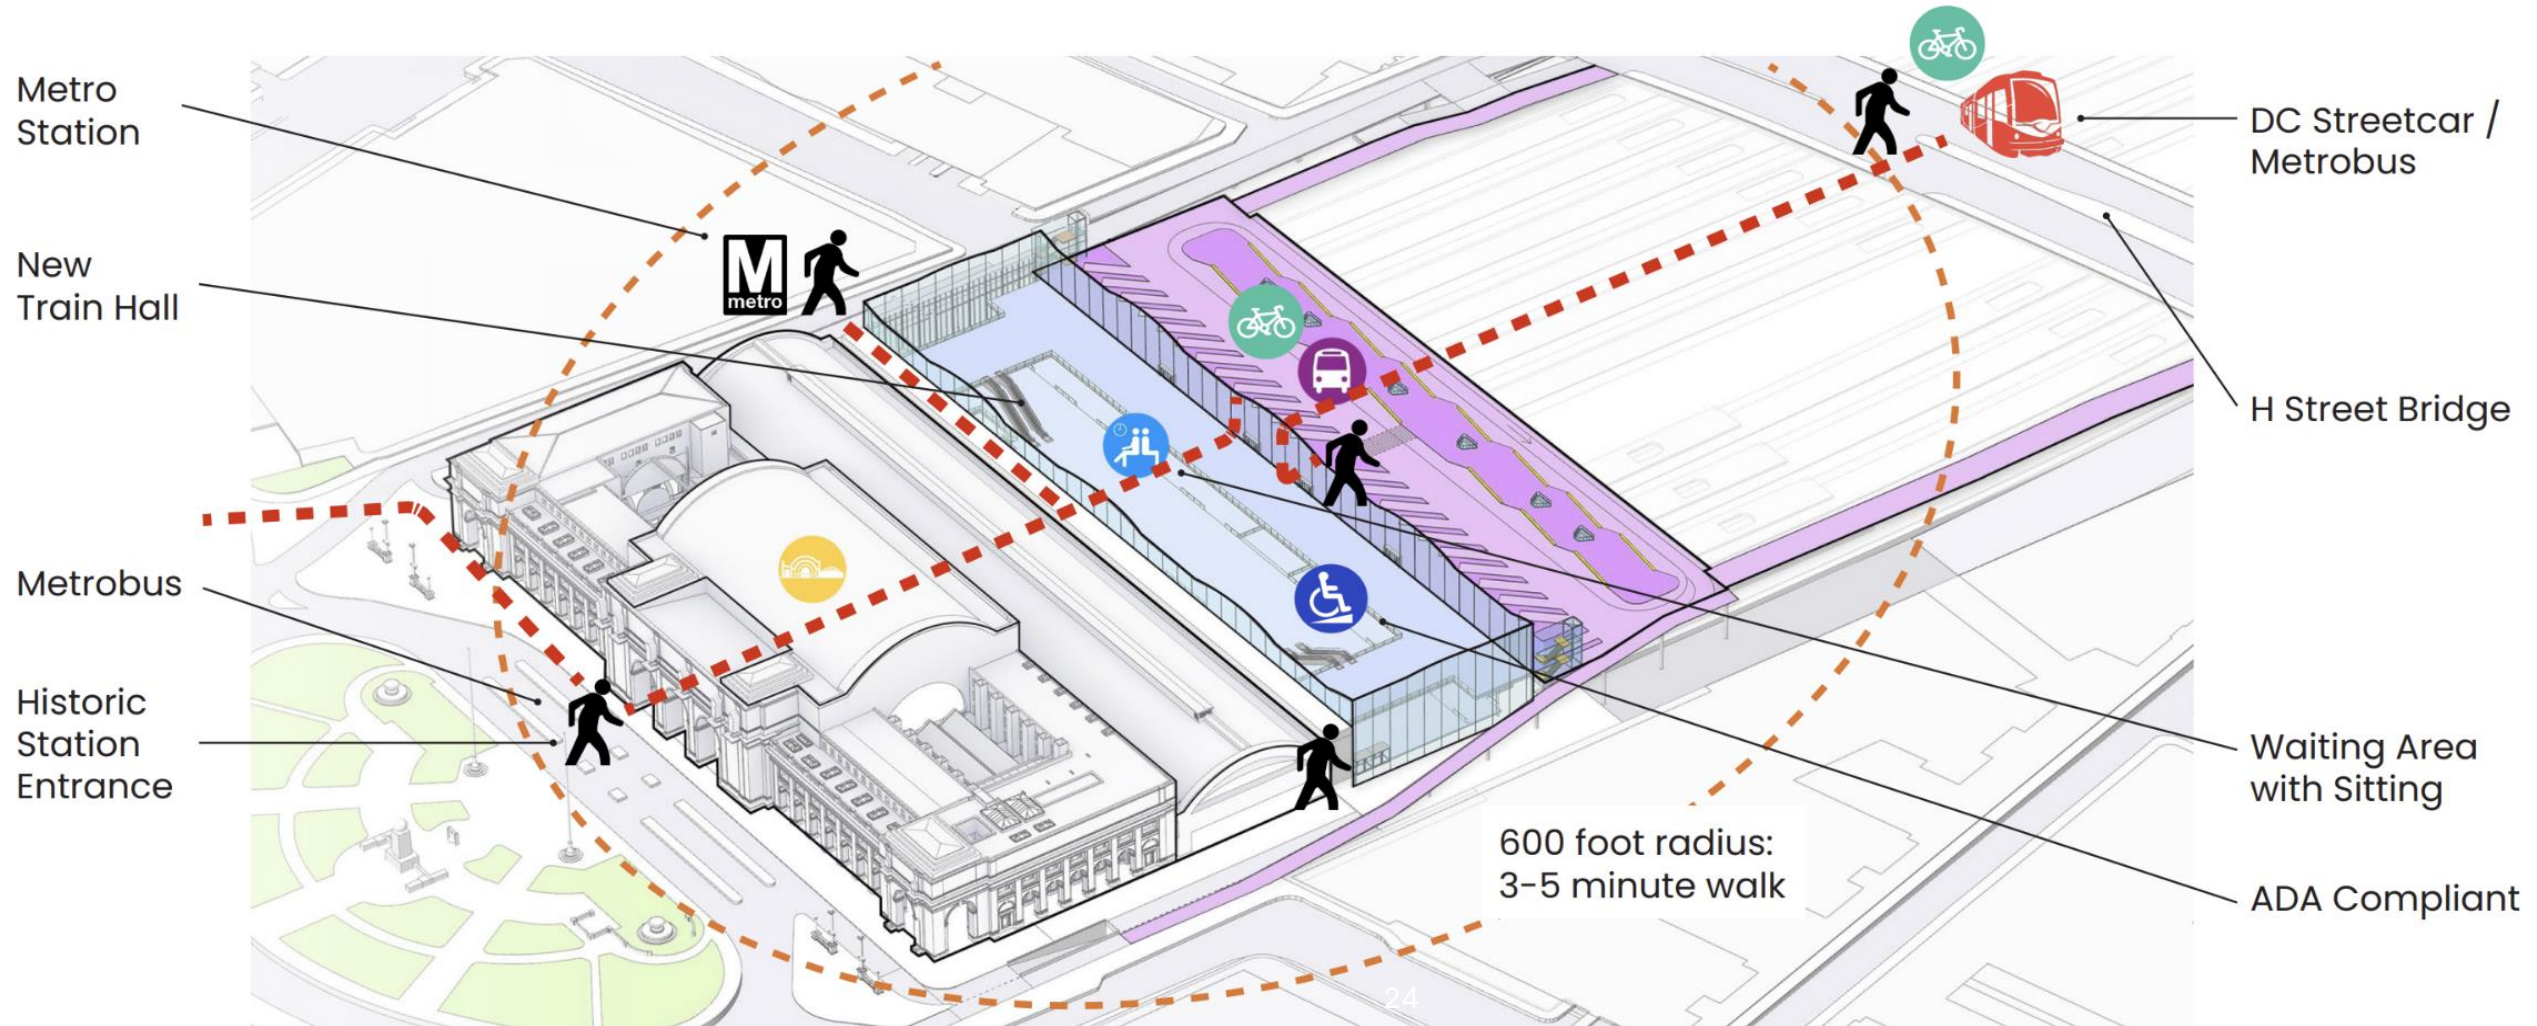 Metro
Station
New
Train Hall
M
metro
Metrobus
Historic
Station
Entrance
DC Streetcar /
Metrobus
H Street Bridge
Waiting Area
with Sitting
ADA Compliant
600 foot radius:
3-5 minute walk
24